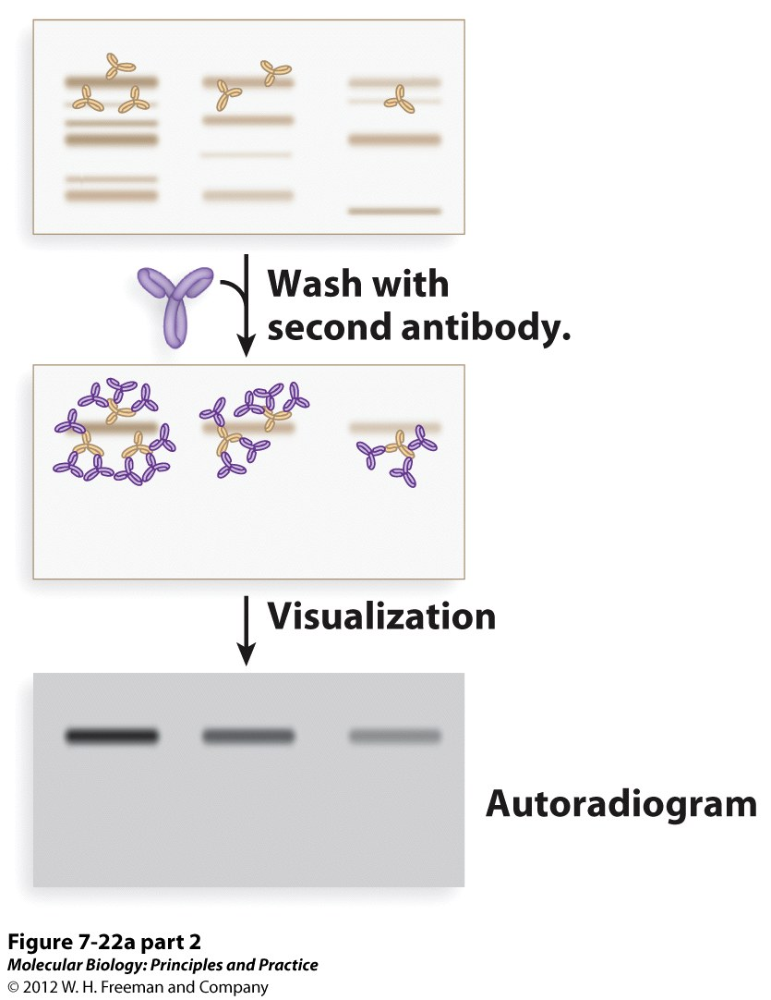 Wash with
second antibody.
Visualization
Autoradiogram
Figure 7-22a part 2
Molecular Biology: Principles and Practice
© 2012 W. H. Freeman and Company